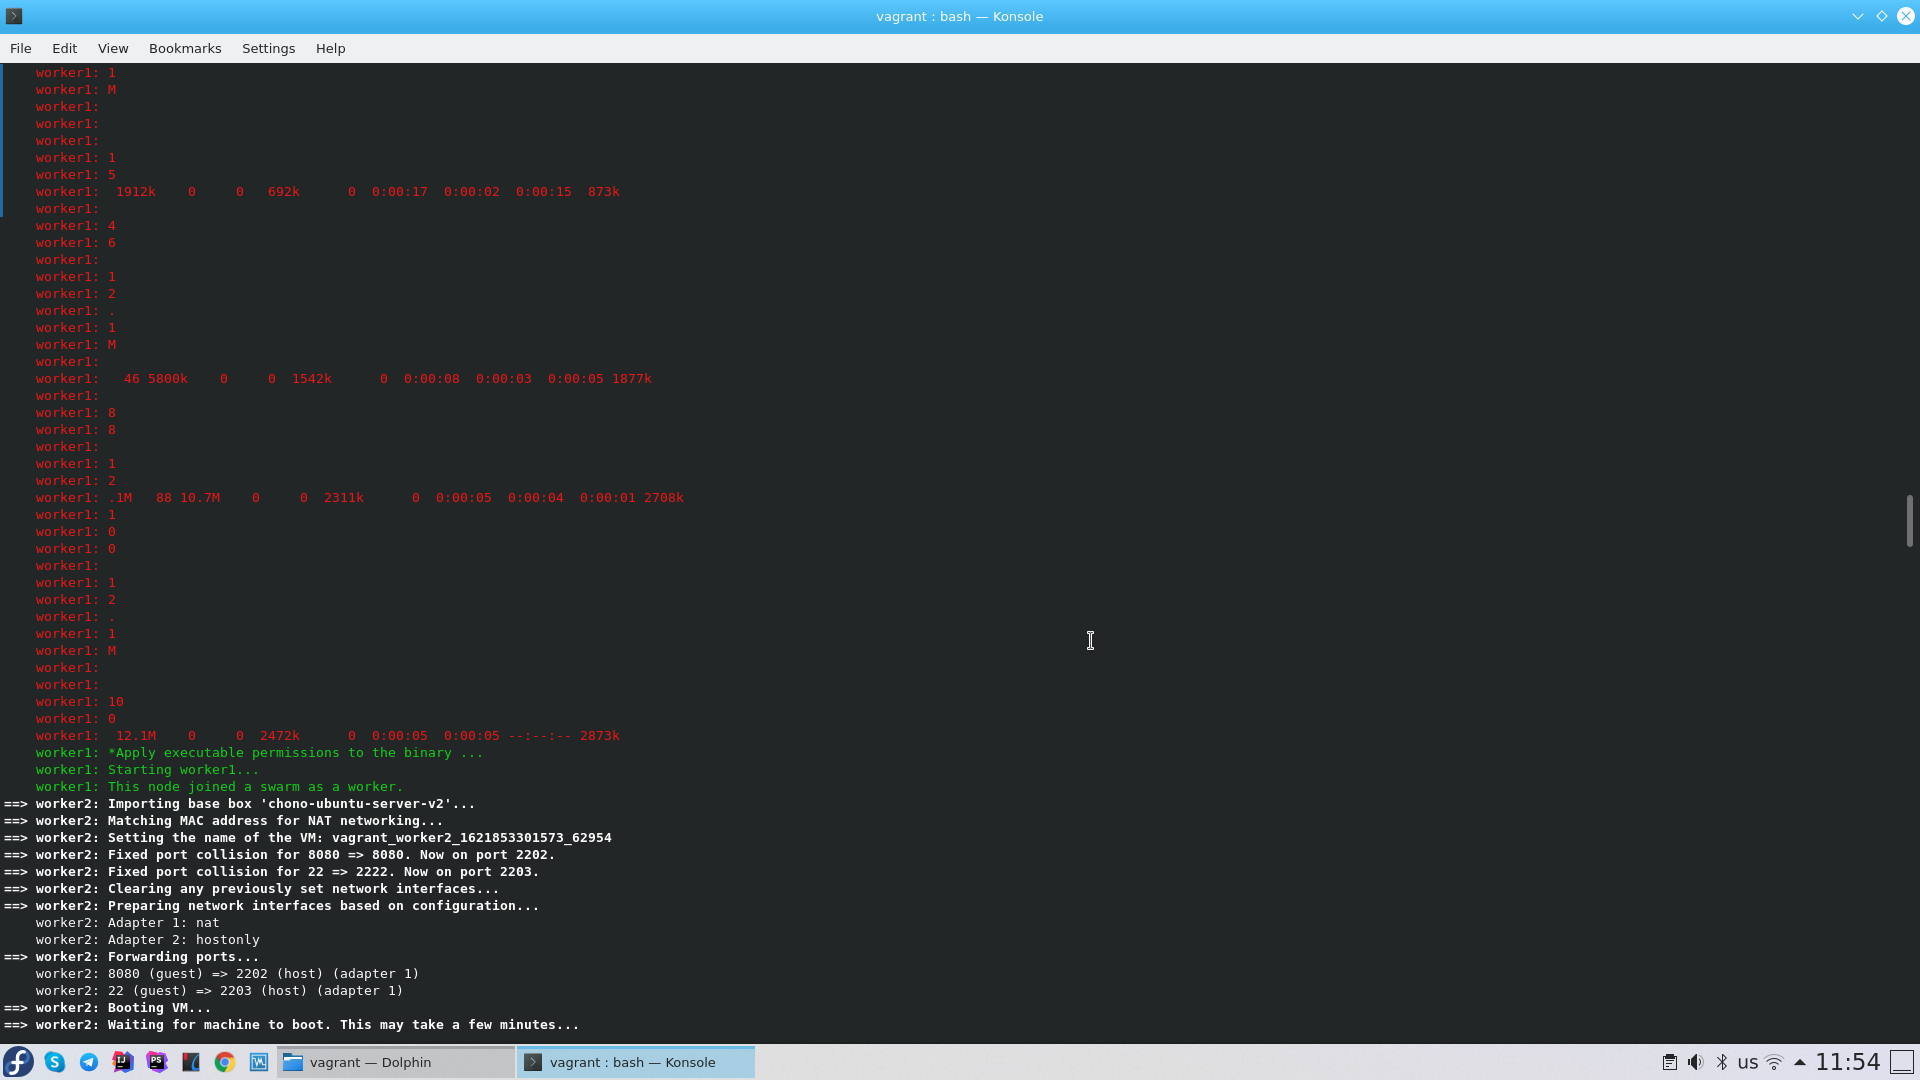 vagrant : bash — Konsole
File Edit View Bookmarks Settings Help
worker1: 1
worker1: M
worker1:
worker1:
worker1:
worker1: 1
worker1: 5
worker1:  1912k    0     0   692k      0  0:00:17  0:00:02  0:00:15  873k
worker1:
worker1: 4
worker1: 6
worker1:
worker1: 1
worker1: 2
worker1: .
worker1: 1
worker1: M
worker1:
worker1:   46 5800k    0     0  1542k      0  0:00:08  0:00:03  0:00:05 1877k
worker1:
worker1: 8
worker1: 8
worker1:
worker1: 1
worker1: 2
worker1: .1M   88 10.7M    0     0  2311k      0  0:00:05  0:00:04  0:00:01 2708k
worker1: 1
worker1: 0
worker1: 0
worker1:
worker1: 1
worker1: 2
worker1: .
worker1: 1
worker1: M
worker1:
worker1:
worker1: 10
worker1: 0
worker1:  12.1M    0     0  2472k      0  0:00:05  0:00:05 --:--:-- 2873k
worker1: *Apply executable permissions to the binary ...
worker1: Starting worker1...
worker1: This node joined a swarm as a worker.
==> worker2: Importing base box 'chono-ubuntu-server-v2'...
==> worker2: Matching MAC address for NAT networking...
==> worker2: Setting the name of the VM: vagrant_worker2_1621853301573_62954
==> worker2: Fixed port collision for 8080 => 8080. Now on port 2202.
==> worker2: Fixed port collision for 22 => 2222. Now on port 2203.
==> worker2: Clearing any previously set network interfaces...
==> worker2: Preparing network interfaces based on configuration...
worker2: Adapter 1: nat
worker2: Adapter 2: hostonly
==> worker2: Forwarding ports...
worker2: 8080 (guest) => 2202 (host) (adapter 1)
worker2: 22 (guest) => 2203 (host) (adapter 1)
==> worker2: Booting VM...
==> worker2: Waiting for machine to boot. This may take a few minutes...
vagrant — Dolphin vagrant : bash — Konsole us 11:54